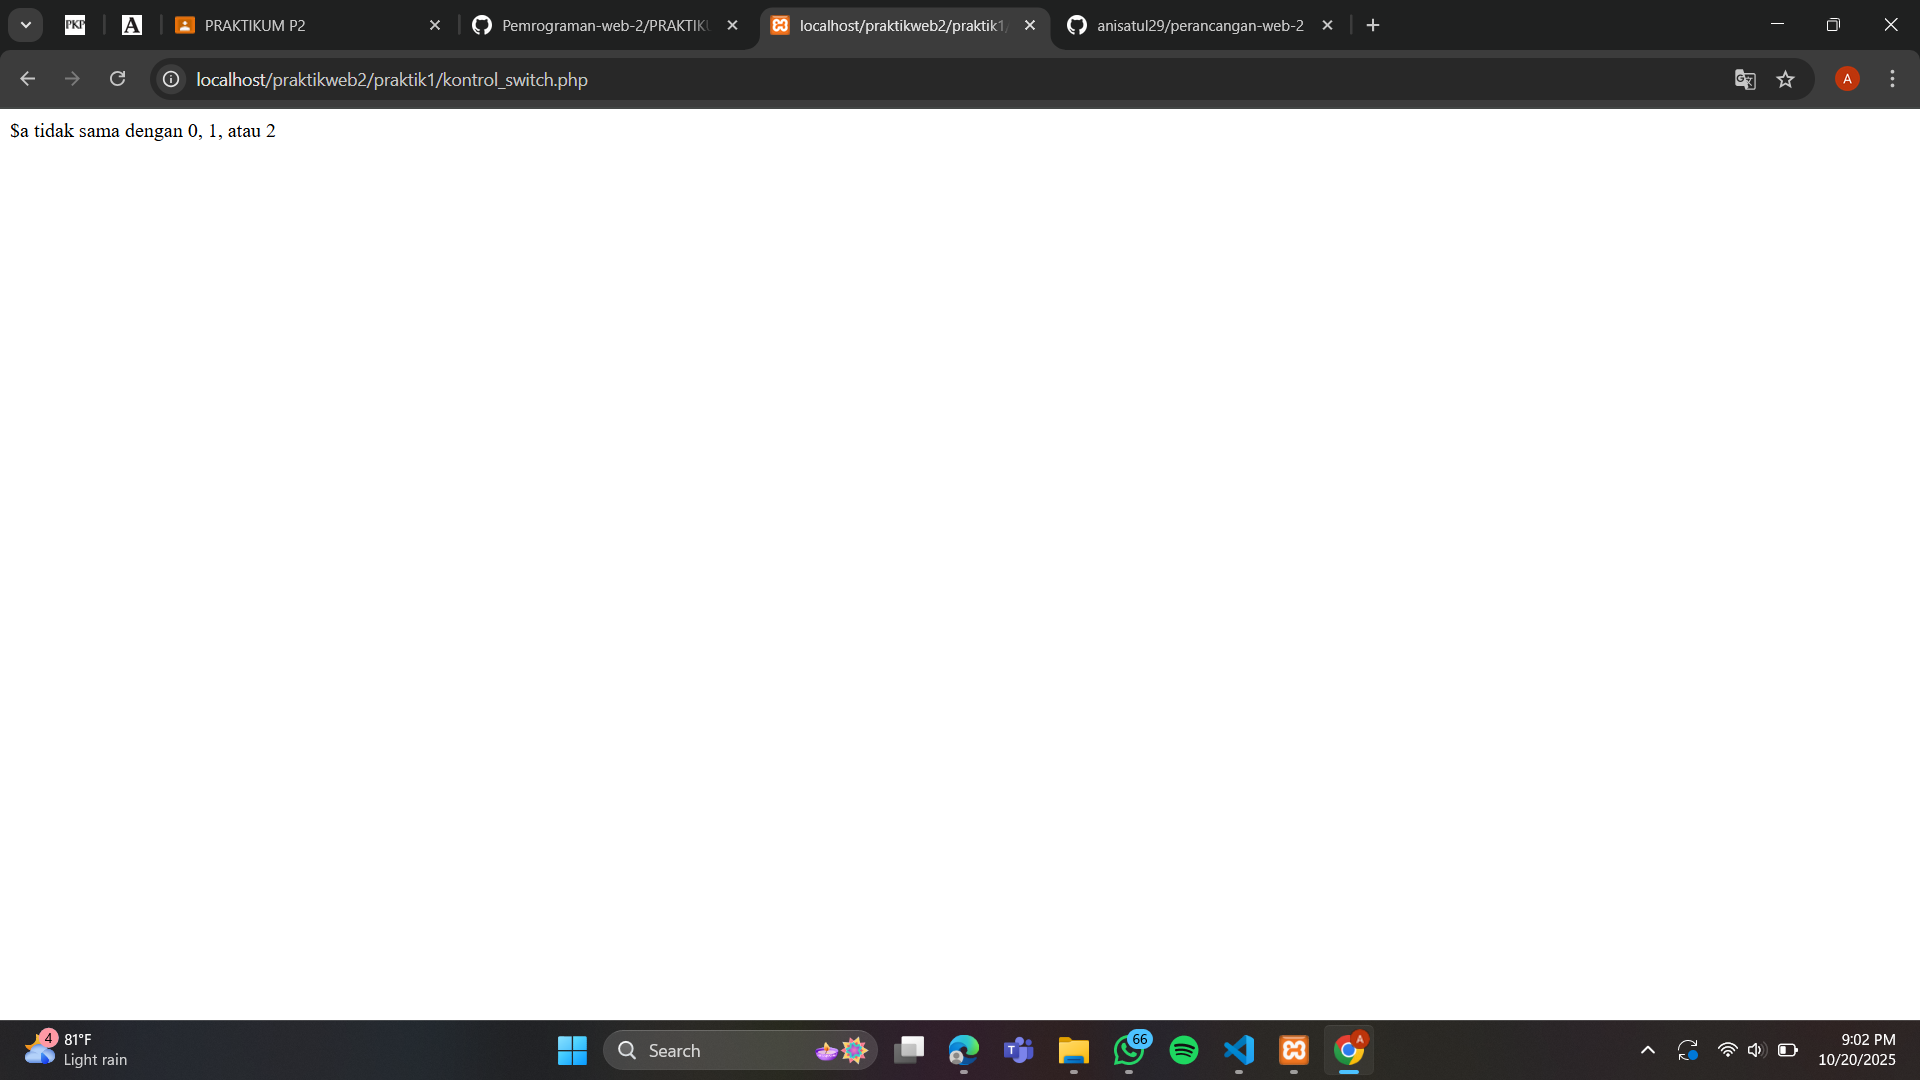 PKP
A
PRAKTIKUM P2
Pemrograman-web-2/PRAKTIKU
localhost/praktikweb2/praktik1/
anisatul29/perancangan-web-2
localhost/praktikweb2/praktik1/kontrol_switch.php
A
$a tidak sama dengan 0, 1, atau 2
4
81°F
Light rain
Search
66
A
9:02 PM
10/20/2025